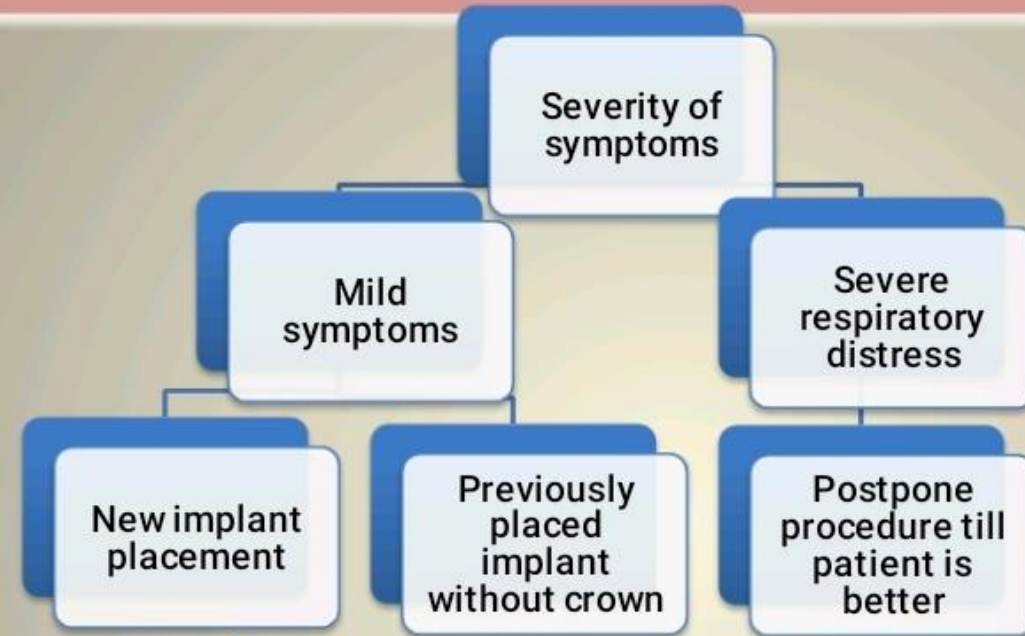 Severity of
symptoms
Mild
symptoms
Severe
respiratory
distress
New implant
placement
Previously
placed
implant
without crown
Postpone
procedure till
patient is
better